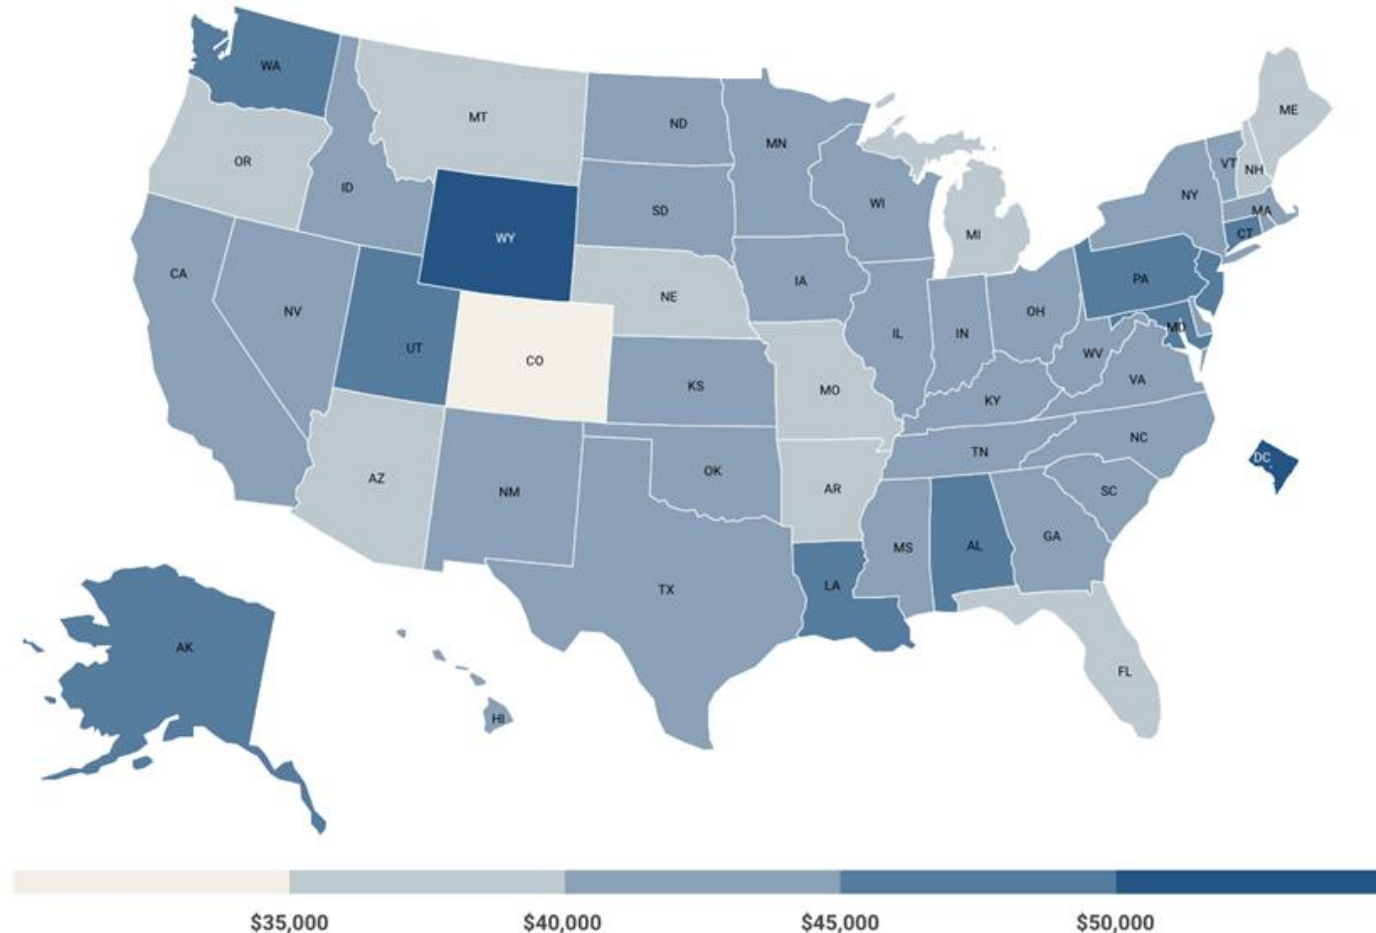 WA
MT
ME
ND
MN
OR
VT
NH
ID
NY
WI
SD
MA
WY
MI
CT
CA
PA
IA
NE
NV
OH
MD
IL
IN
UT
CO
WV
VA
KS
MO
KY
NC
TN
DC
OK
AZ
AR
NM
SC
GA
MS
AL
LA
TX
AK
FL
HI
$35,000 $40,000 $45,000 $50,000